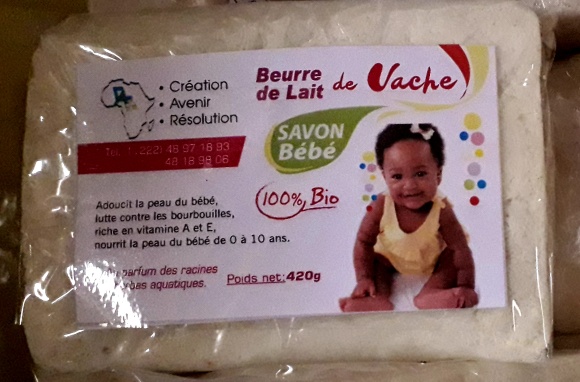 • Création
• Avenir
• Résolution
Beurre de Lait de Vache
SAVON
Bébé
Tel: (222) 48 97 18 93
48 18 98 06
100% Bio
Adoucit la peau du bébé,
lutte contre les bourbouilles,
riche en vitamine A et E,
nourrit la peau du bébé de 0 à 10 ans.
parfum des racines
aquatiques.
Poids net: 420g